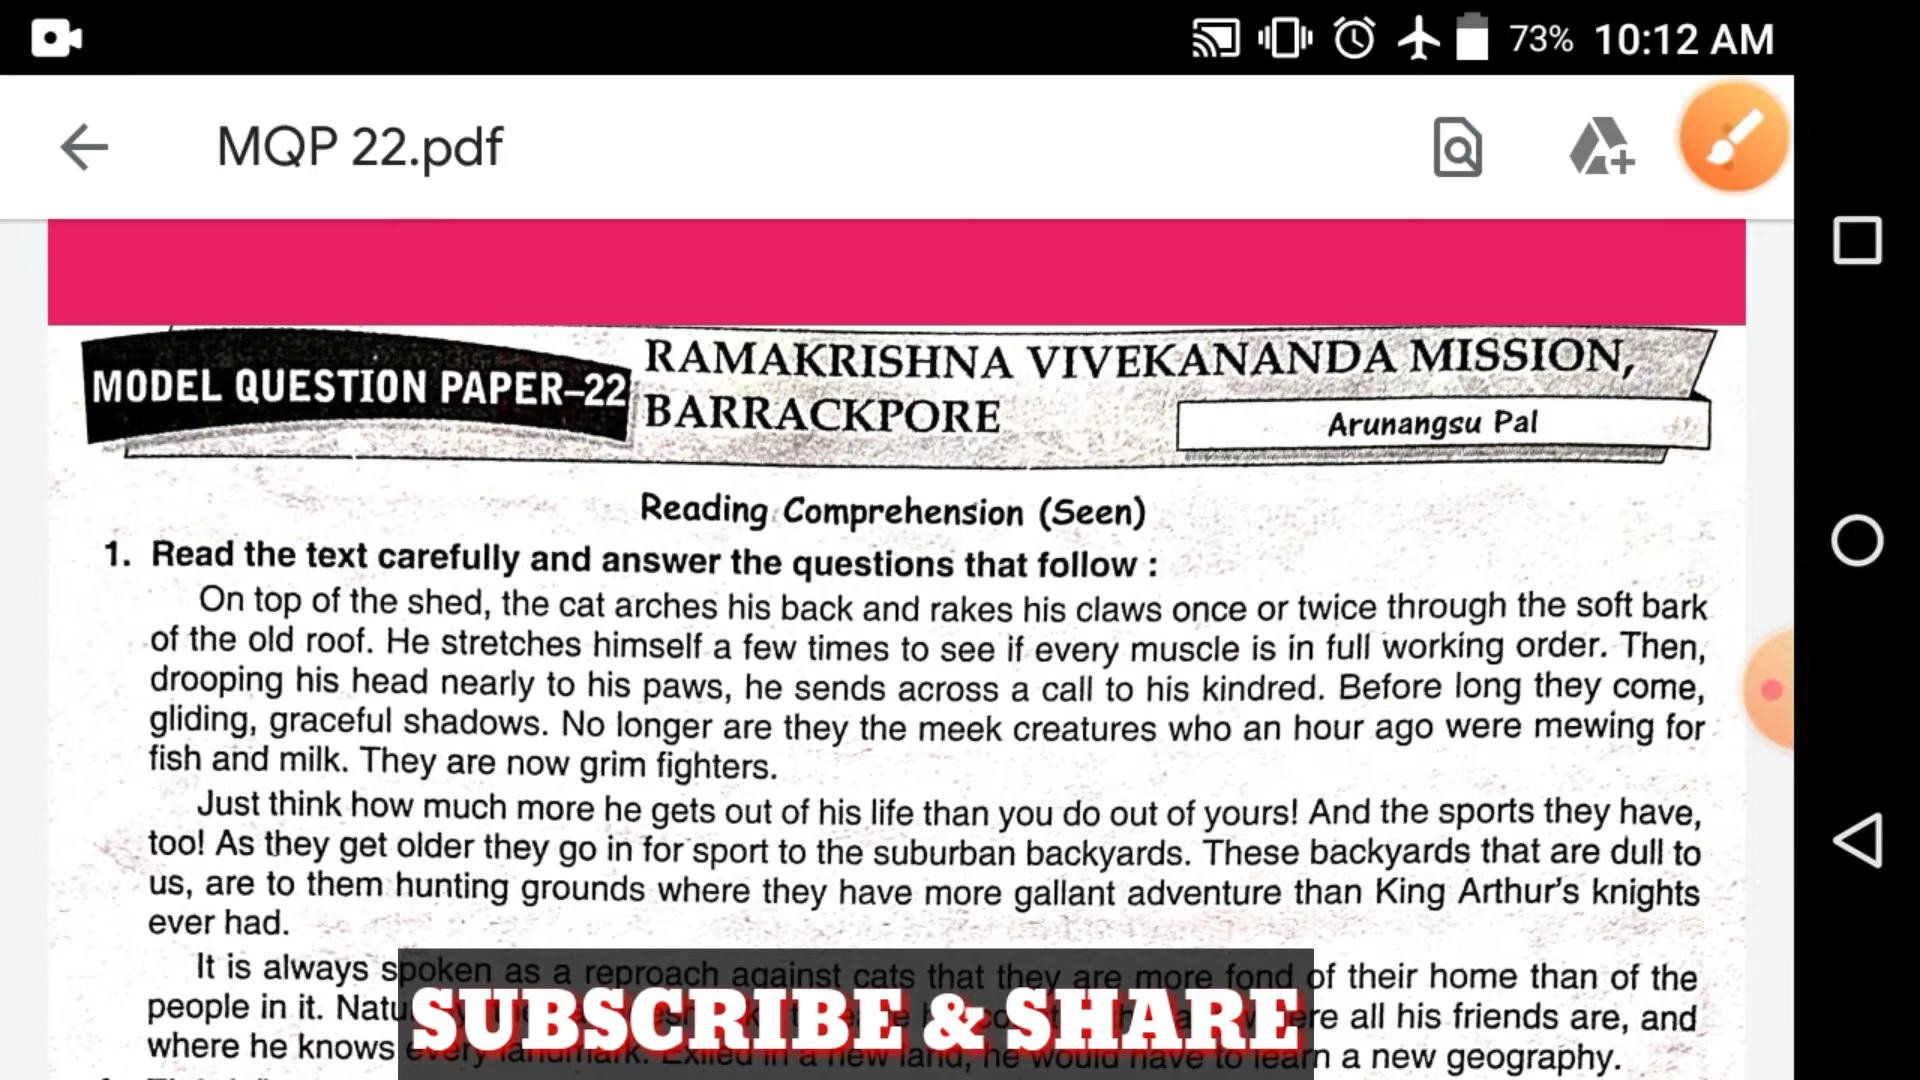 73% 10:12 AM
MQP 22.pdf
MODEL QUESTION PAPER-22
RAMAKRISHNA VIVEKANANDA MISSION,
BARRACKPORE
Arunangsu Pal
Reading Comprehension (Seen)
1. Read the text carefully and answer the questions that follow :
On top of the shed, the cat arches his back and rakes his claws once or twice through the soft bark
of the old roof. He stretches himself a few times to see if every muscle is in full working order. Then,
drooping his head nearly to his paws, he sends across a call to his kindred. Before long they come,
gliding, graceful shadows. No longer are they the meek creatures who an hour ago were mewing for
fish and milk. They are now grim fighters.
Just think how much more he gets out of his life than you do out of yours! And the sports they have,
too! As they get older they go in for sport to the suburban backyards. These backyards that are dull to
us, are to them hunting grounds where they have more gallant adventure than King Arthur's knights
ever had.
It is always spoken as a reproach against cats that they are more fond of their home than of the
people in it. all his friends are, and
where he knows every landmark. Exiled in a new land, he would have to learn a new geography.
SUBSCRIBE & SHARE